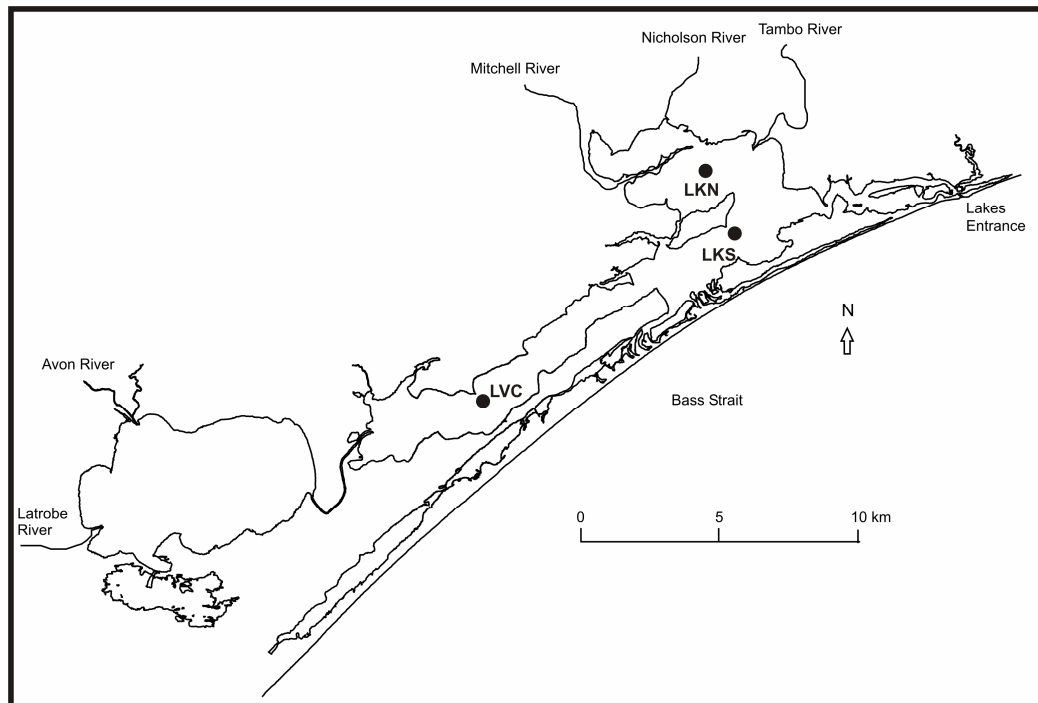 Tambo River
Nicholson River
Mitchell River
LKN
Lakes
Entrance
LKS
N
Avon River
LVC
Bass Strait
Latrobe
River
0 5 10 km